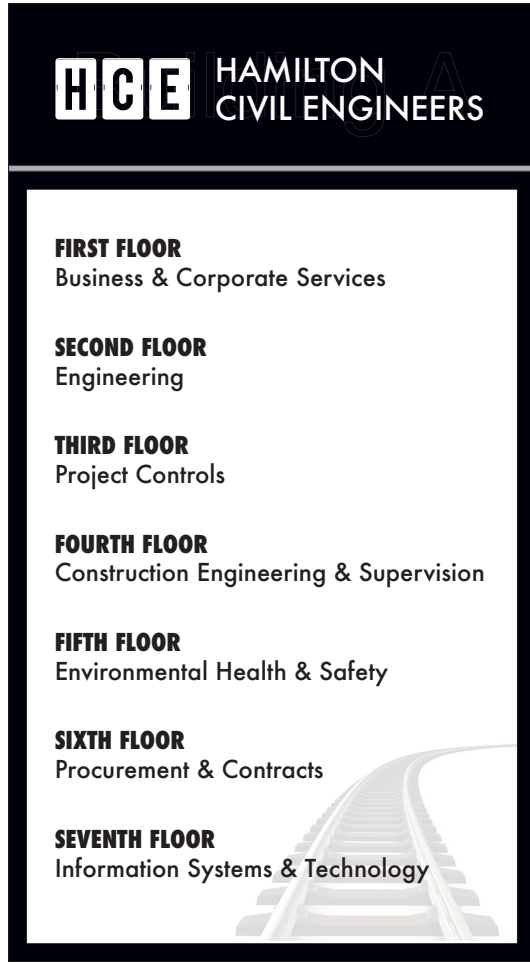 HCE
HAMILTON
CIVIL ENGINEERS
Building A
FIRST FLOOR
Business & Corporate Services
SECOND FLOOR
Engineering
THIRD FLOOR
Project Controls
FOURTH FLOOR
Construction Engineering & Supervision
FIFTH FLOOR
Environmental Health & Safety
SIXTH FLOOR
Procurement & Contracts
SEVENTH FLOOR
Information Systems & Technology